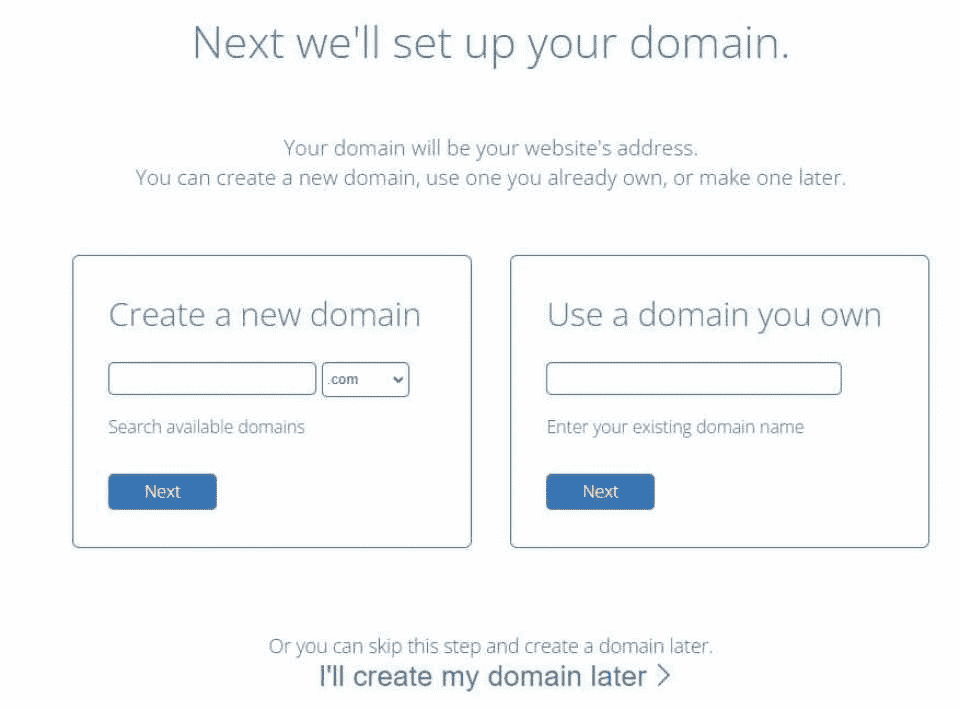 Next we'll set up your domain.
Your domain will be your website's address.
You can create a new domain, use one you already own, or make one later.
Create a new domain
.com
Search available domains
Next
Use a domain you own
Enter your existing domain name
Next
Or you can skip this step and create a domain later.
I'll create my domain later >